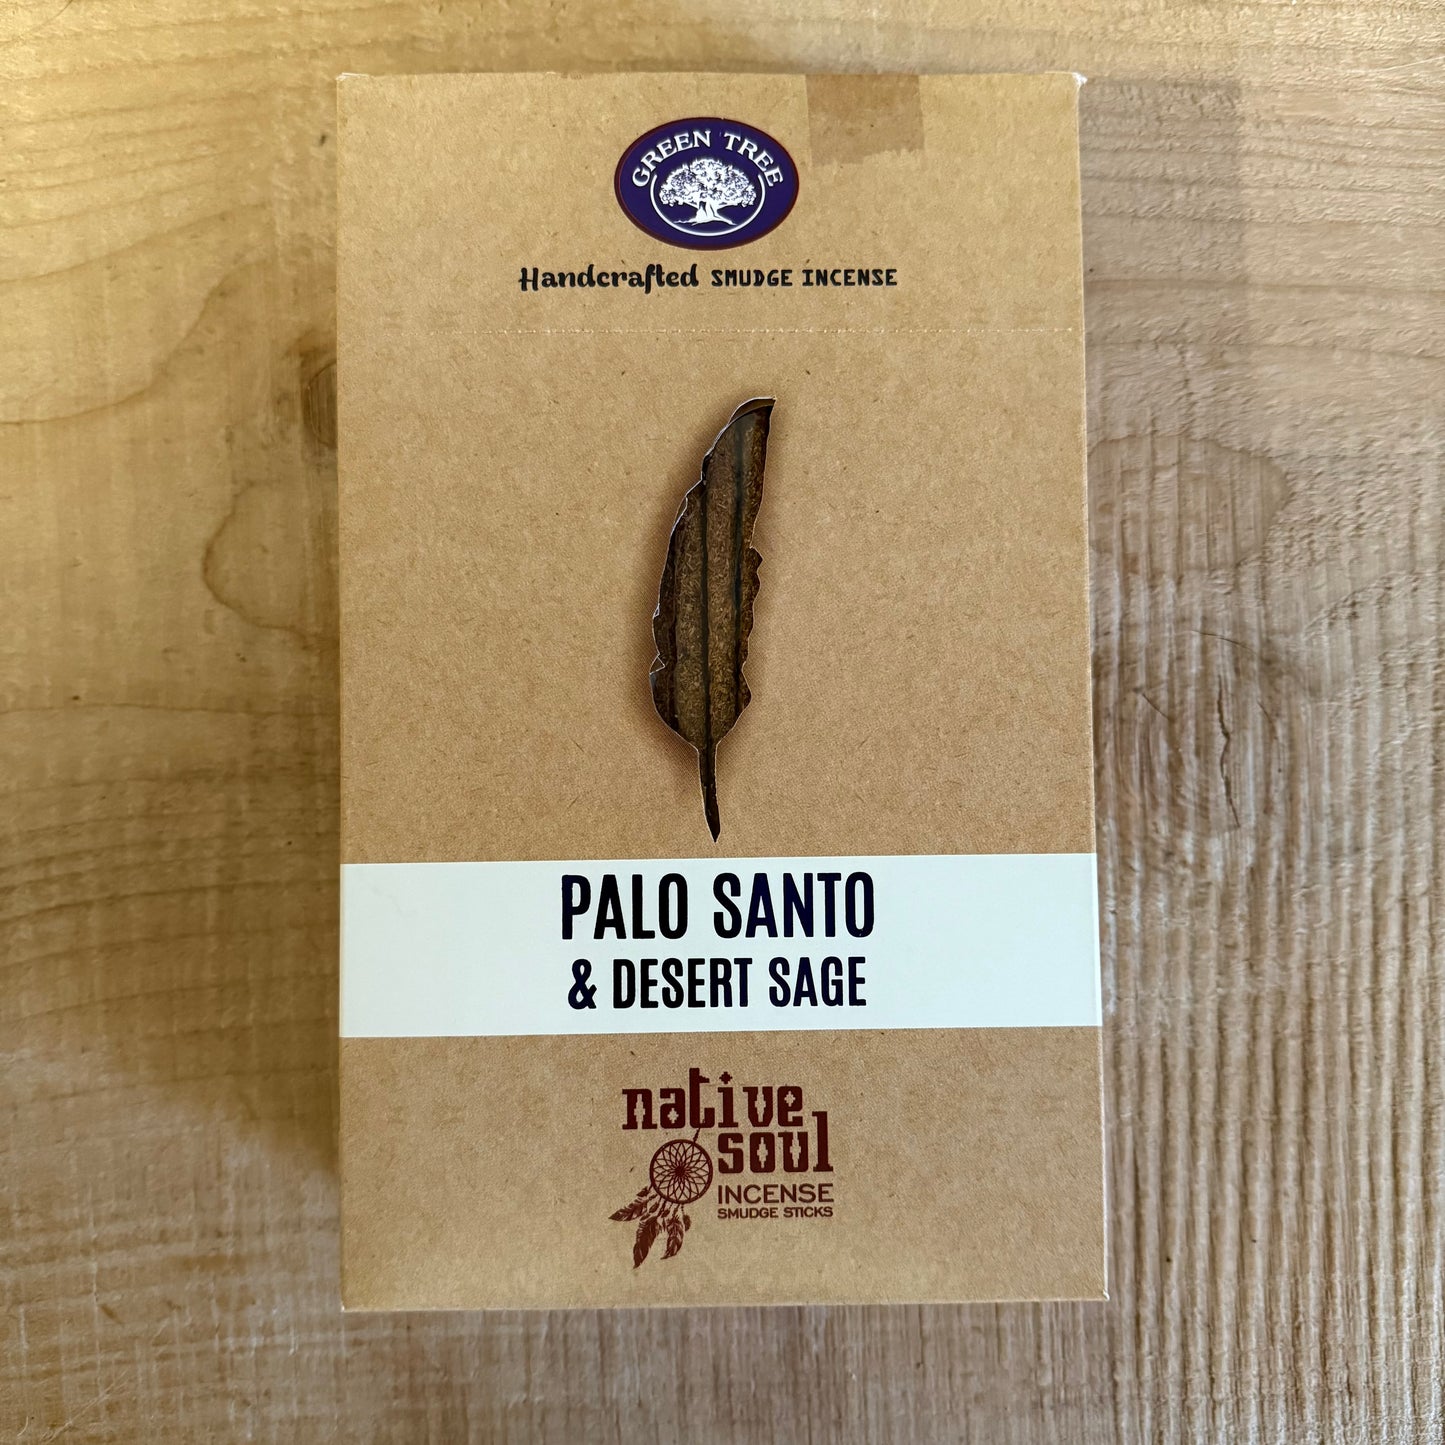 GREEN TREE
Handcrafted SMUDGE INCENSE
PALO SANTO
& DESERT SAGE
native
soul
INCENSE
SMUDGE STICKS